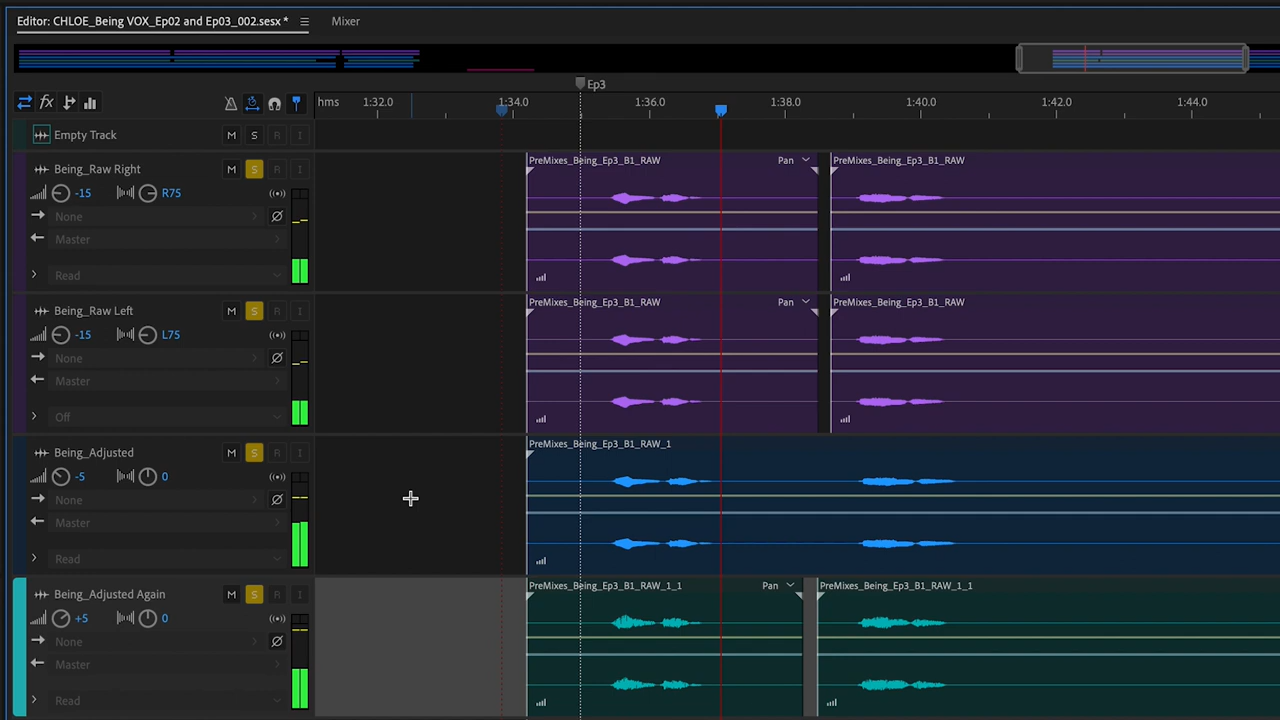 Editor: CHLOE_Being VOX_Ep02 and Ep03_002.sesx *
Mixer
Ep3
fx
hms 1:32.0 1:34.0 1:36.0 1:38.0 1:40.0 1:42.0 1:44.0
Empty Track M S R I
Being_Raw Right M S R I
-15 R75
None
Master
Read
PreMixes_Being_Ep3_B1_RAW Pan
PreMixes_Being_Ep3_B1_RAW
Being_Raw Left M S R I
-15 L75
None
Master
Off
PreMixes_Being_Ep3_B1_RAW Pan
PreMixes_Being_Ep3_B1_RAW
Being_Adjusted M S R I
-5 0
None
Master
Read
PreMixes_Being_Ep3_B1_RAW_1
Being_Adjusted Again M S R I
+5 0
None
Master
Read
PreMixes_Being_Ep3_B1_RAW_1_1 Pan
PreMixes_Being_Ep3_B1_RAW_1_1